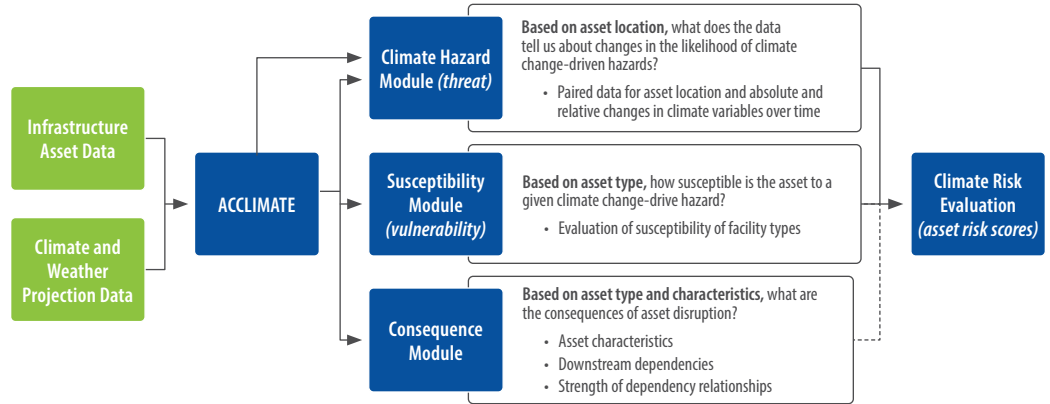 Infrastructure
Asset Data
Climate and
Weather
Projection Data
ACCLIMATE
Climate Hazard
Module (threat)
Based on asset location, what does the data
tell us about changes in the likelihood of climate
change-driven hazards?
• Paired data for asset location and absolute and
relative changes in climate variables over time
Susceptibility
Module
(vulnerability)
Based on asset type, how susceptible is the asset to a
given climate change-drive hazard?
• Evaluation of susceptibility of facility types
Consequence
Module
Based on asset type and characteristics, what are
the consequences of asset disruption?
• Asset characteristics
• Downstream dependencies
• Strength of dependency relationships
Climate Risk
Evaluation
(asset risk scores)